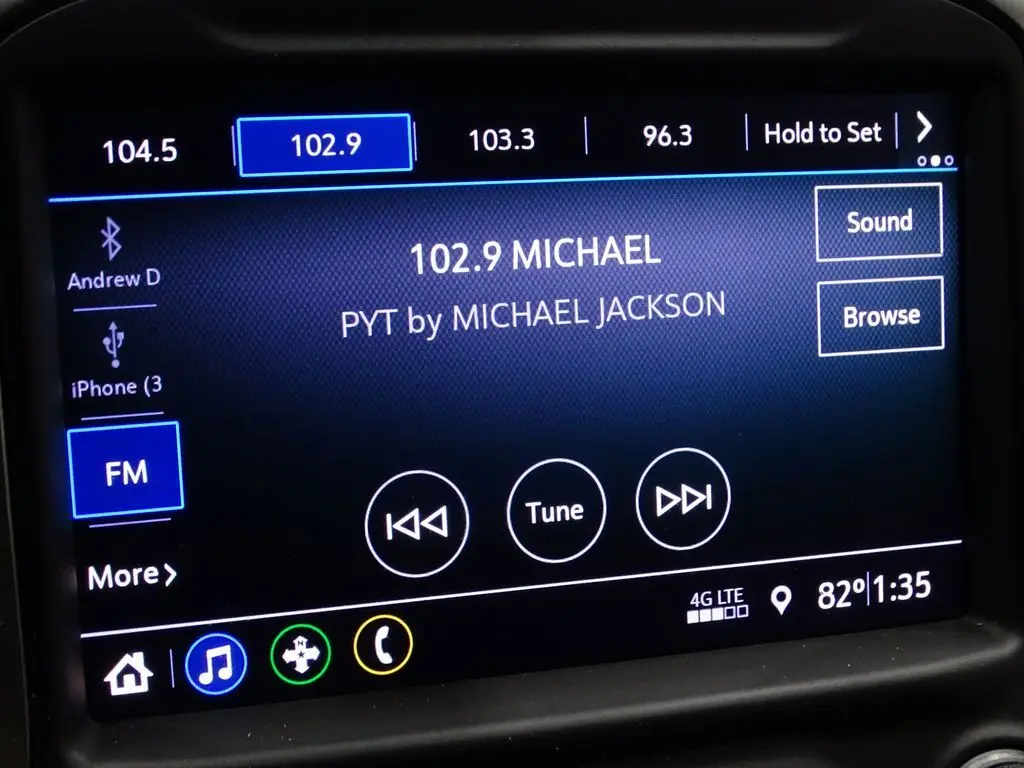 104.5
102.9
103.3
96.3
Hold to Set
Andrew D
iPhone (3
FM
More
102.9 MICHAEL
PYT by MICHAEL JACKSON
Sound
Browse
Tune
4G LTE
82° 1:35
N